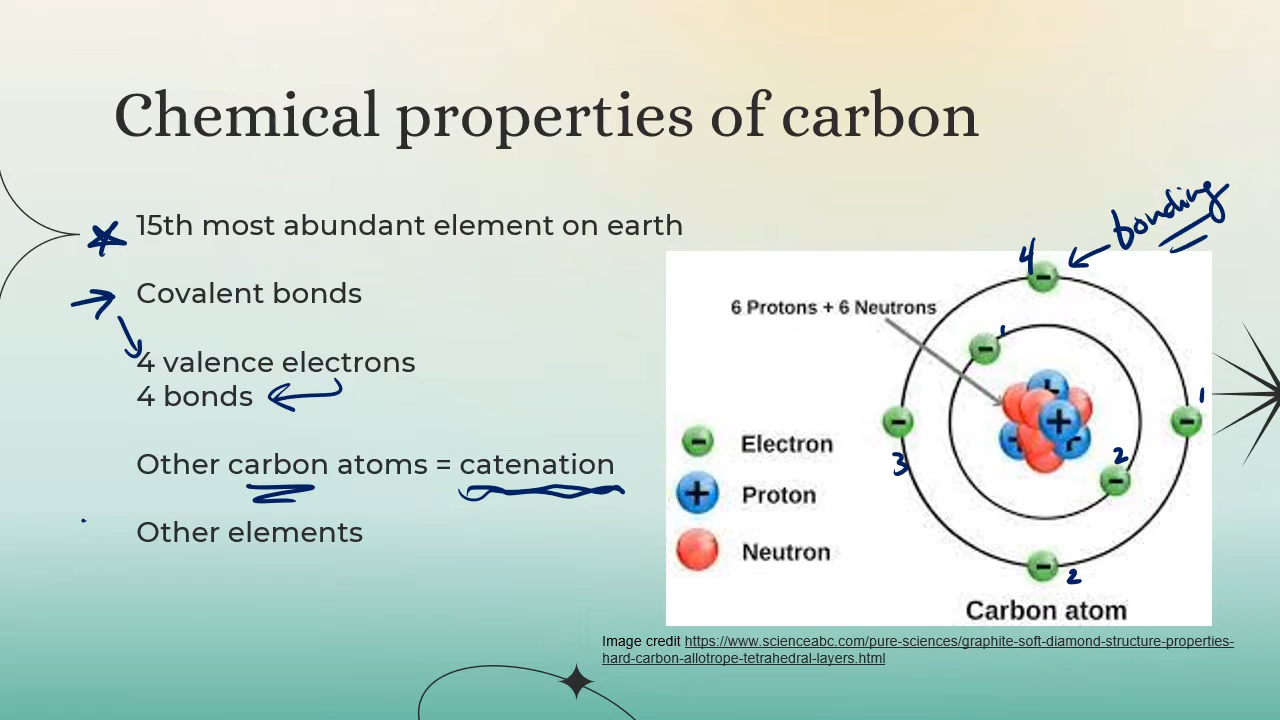 Chemical properties of carbon
15th most abundant element on earth
Covalent bonds
4 valence electrons
4 bonds
Other carbon atoms = catenation
Other elements
bonding
4
6 Protons + 6 Neutrons
1
1
Electron
2
3
Proton
Neutron
2
Carbon atom
Image credit https://www.scienceabc.com/pure-sciences/graphite-soft-diamond-structure-properties-
hard-carbon-allotrope-tetrahedral-layers.html